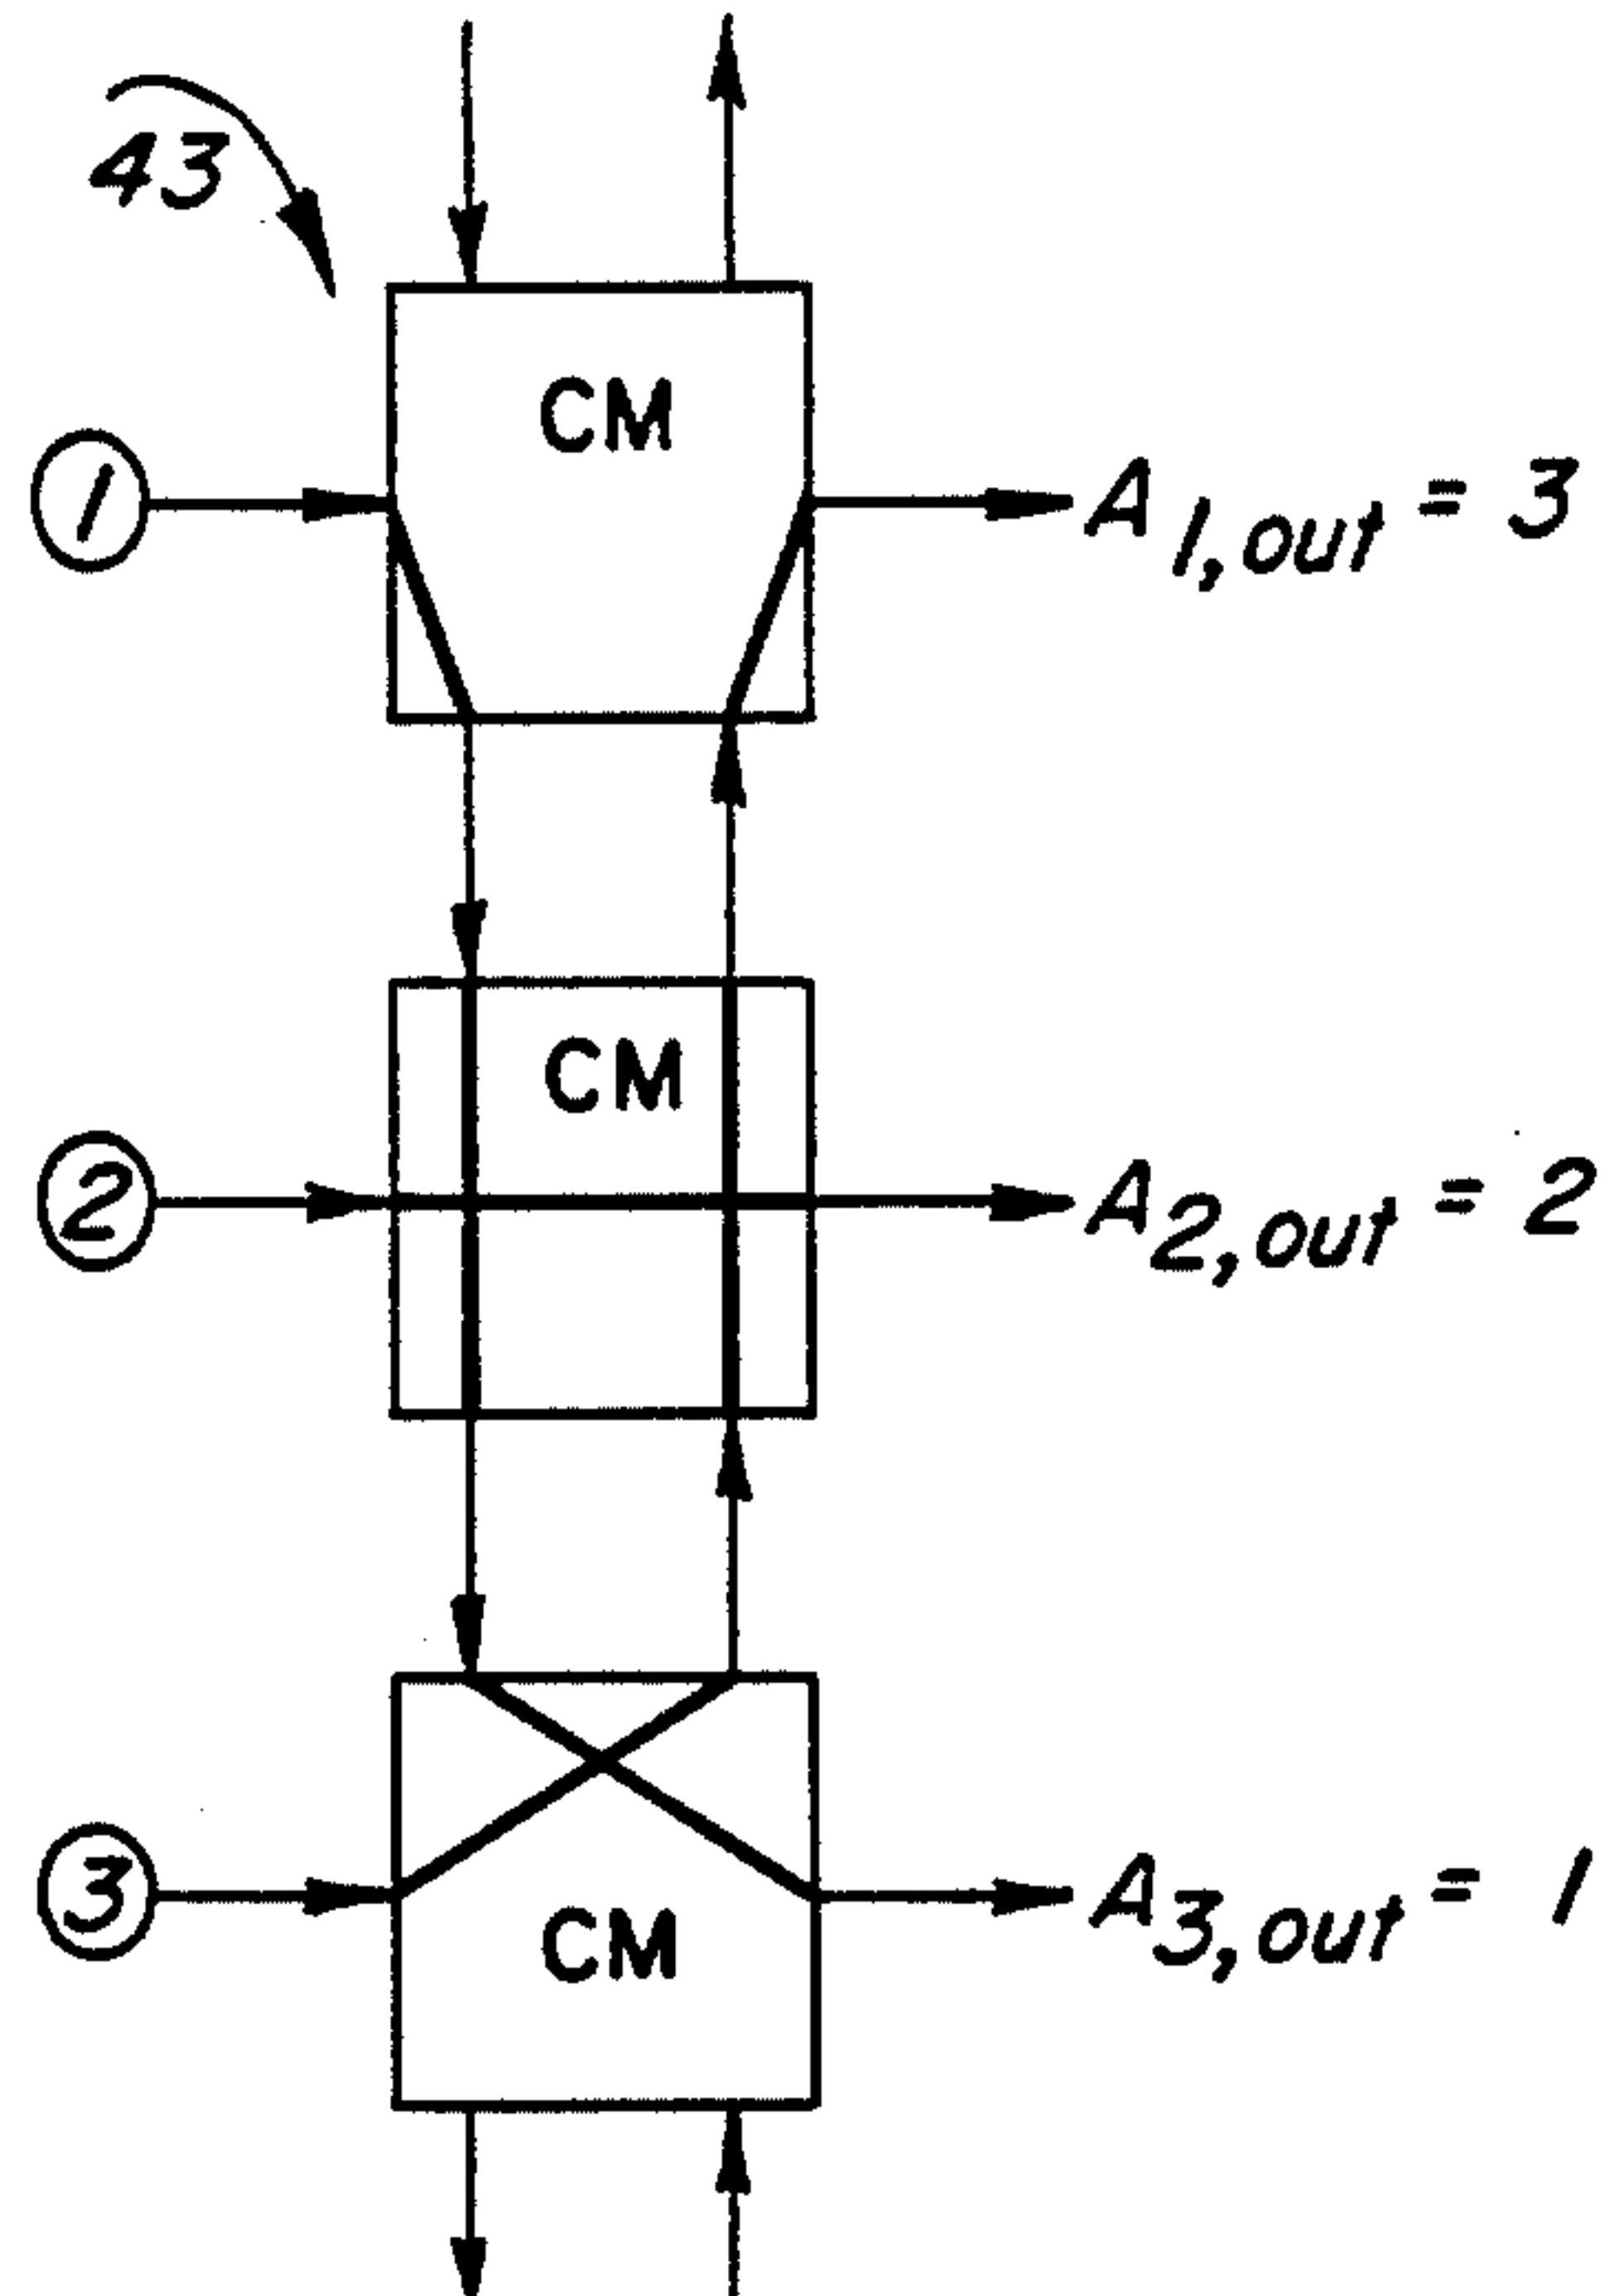 43
CM
1
A1,out = 3
CM
2
A2,out = 2
3
A3,out = 1
CM